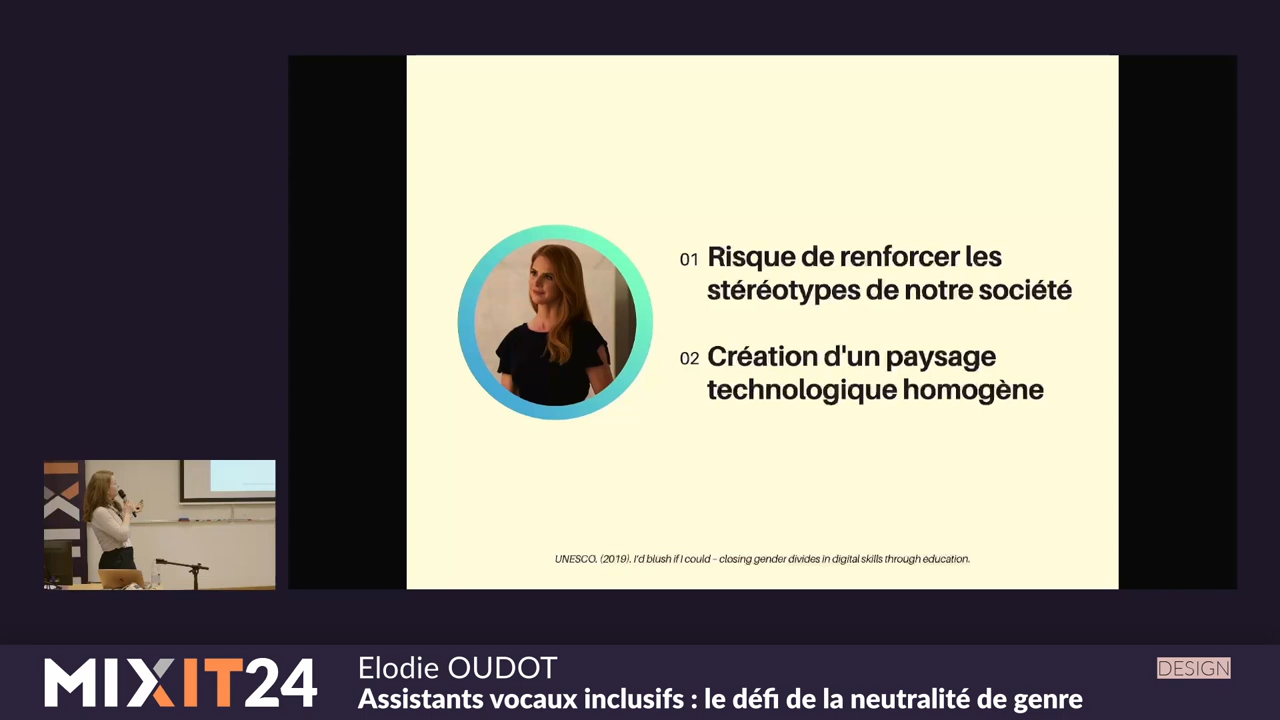 01 Risque de renforcer les
stéréotypes de notre société
02 Création d'un paysage
technologique homogène
UNESCO. (2019). I'd blush if I could – closing gender divides in digital skills through education.
MIXIT24
Elodie OUDOT
Assistants vocaux inclusifs : le défi de la neutralité de genre
DESIGN